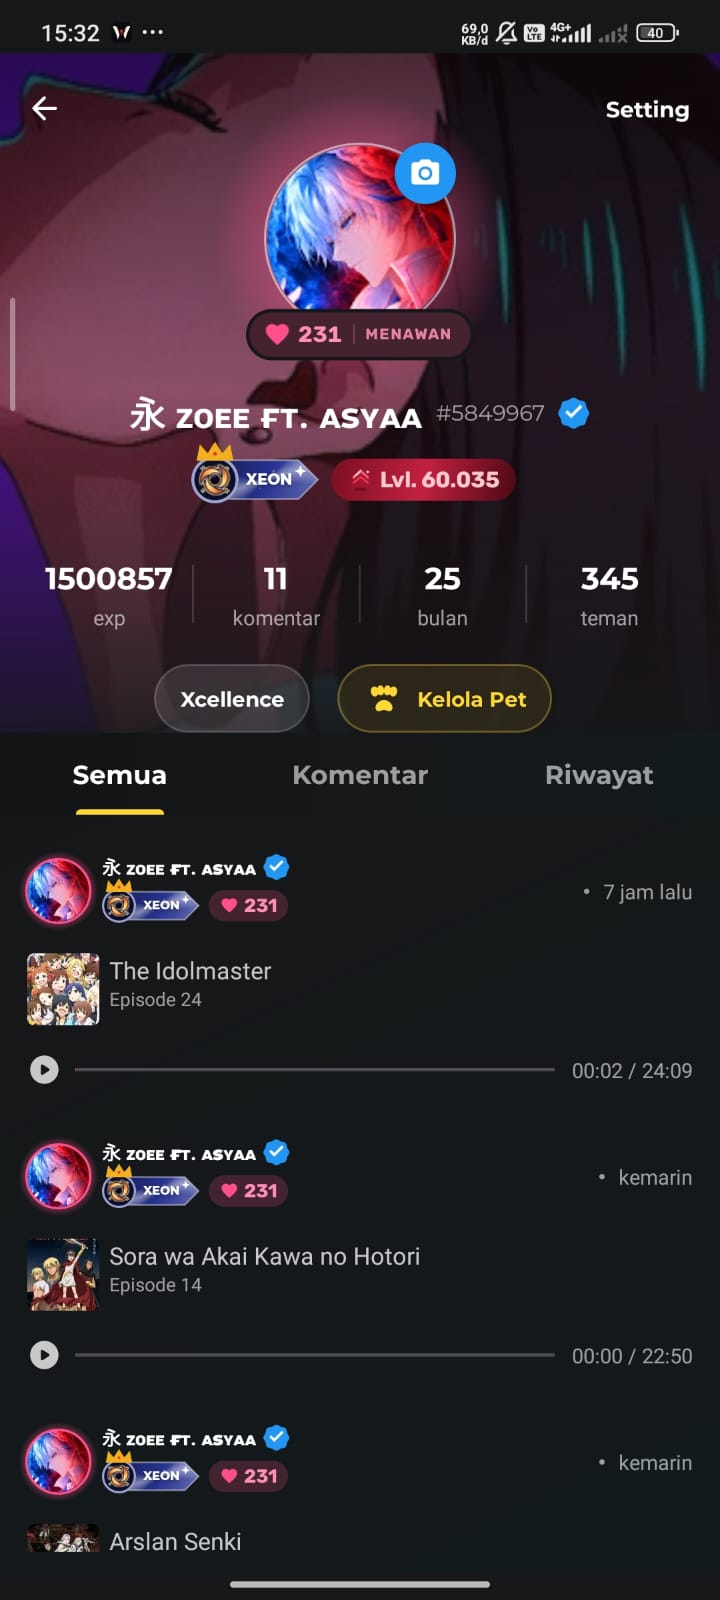 15:32 69,0 KB/d Vo LTE 4G+ 40
Setting
231 MENAWAN
永 ZOEE FT. ASYAA #5849967
XEON Lvl. 60.035
1500857 11 25 345
exp komentar bulan teman
Xcellence Kelola Pet
Semua Komentar Riwayat
永 ZOEE FT. ASYAA
XEON 231 • 7 jam lalu
The Idolmaster
Episode 24
00:02 / 24:09
永 ZOEE FT. ASYAA
XEON 231 • kemarin
Sora wa Akai Kawa no Hotori
Episode 14
00:00 / 22:50
永 ZOEE FT. ASYAA
XEON 231 • kemarin
Arslan Senki